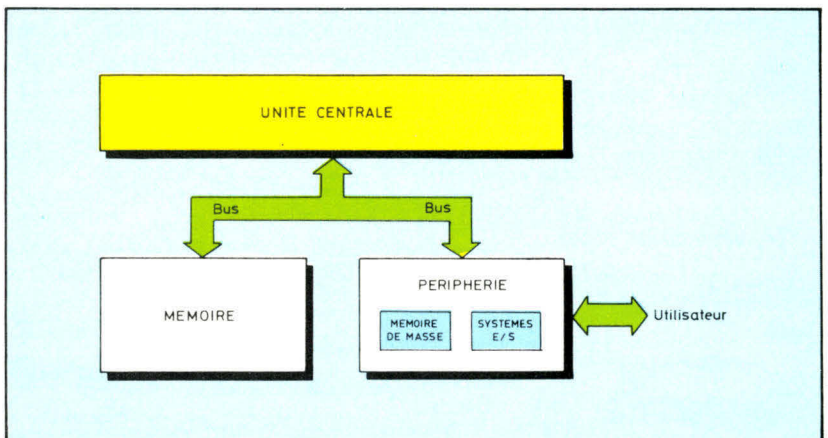 UNITE CENTRALE
Bus
Bus
MEMOIRE
PERIPHERIE
MEMOIRE
DE MASSE
SYSTEMES
E/S
Utilisateur